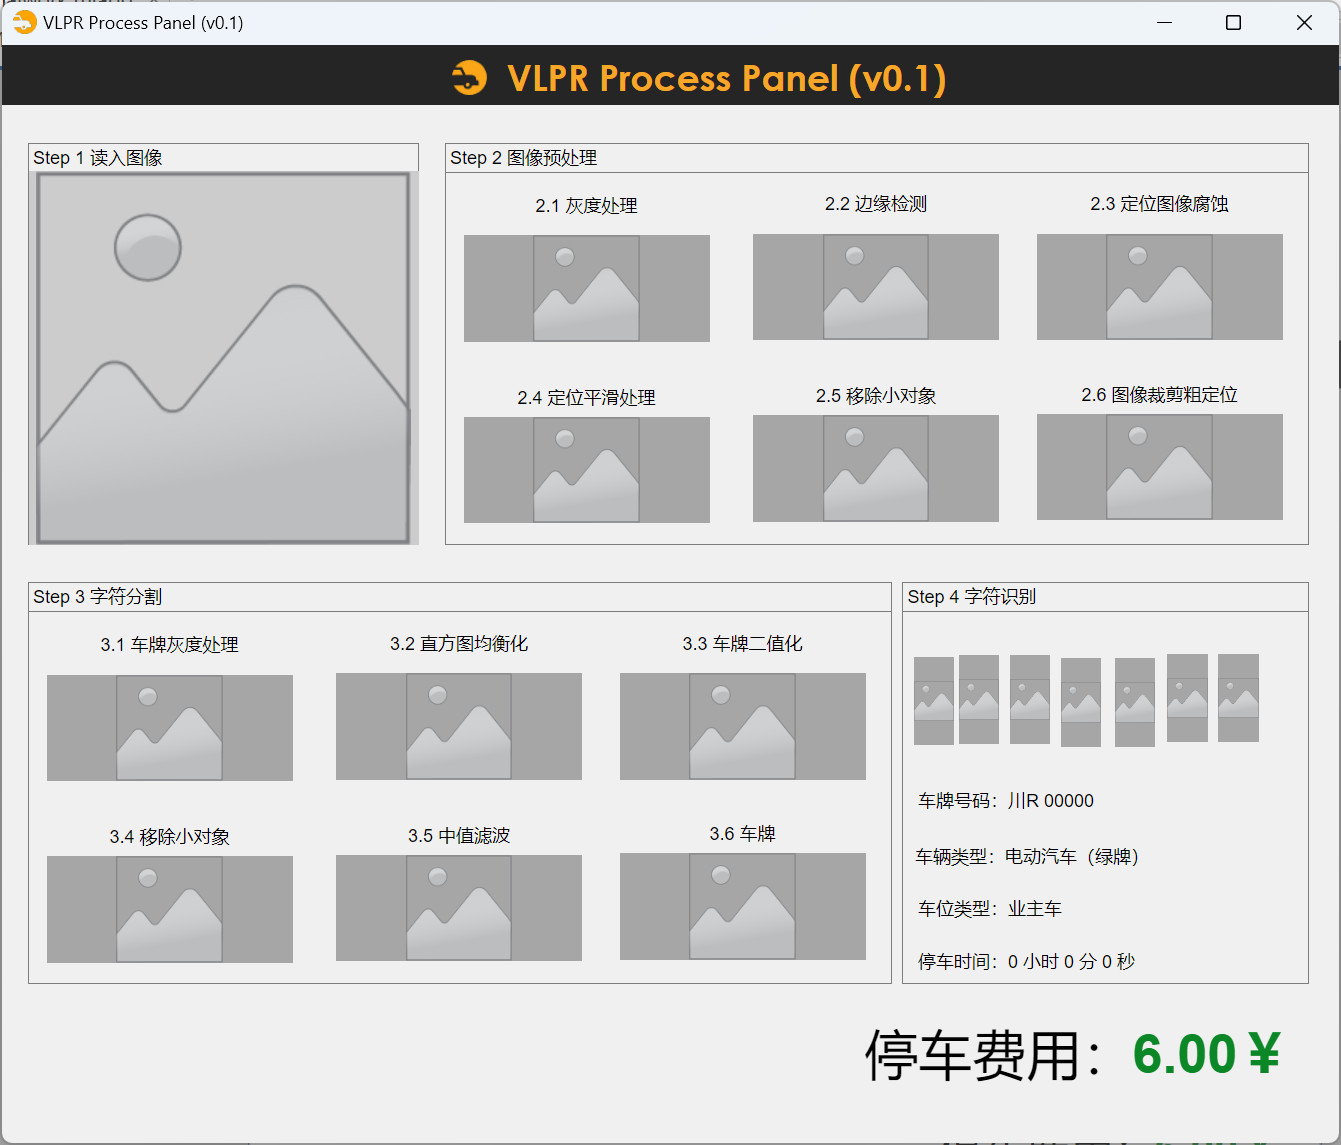 VLPR Process Panel (v0.1)
VLPR Process Panel (v0.1)
Step 1 读入图像
Step 2 图像预处理
2.1 灰度处理
2.2 边缘检测
2.3 定位图像腐蚀
2.4 定位平滑处理
2.5 移除小对象
2.6 图像裁剪粗定位
Step 3 字符分割
3.1 车牌灰度处理
3.2 直方图均衡化
3.3 车牌二值化
3.4 移除小对象
3.5 中值滤波
3.6 车牌
Step 4 字符识别
车牌号码：川R 00000
车辆类型：电动汽车（绿牌）
车位类型：业主车
停车时间：0 小时 0 分 0 秒
停车费用：6.00 ¥